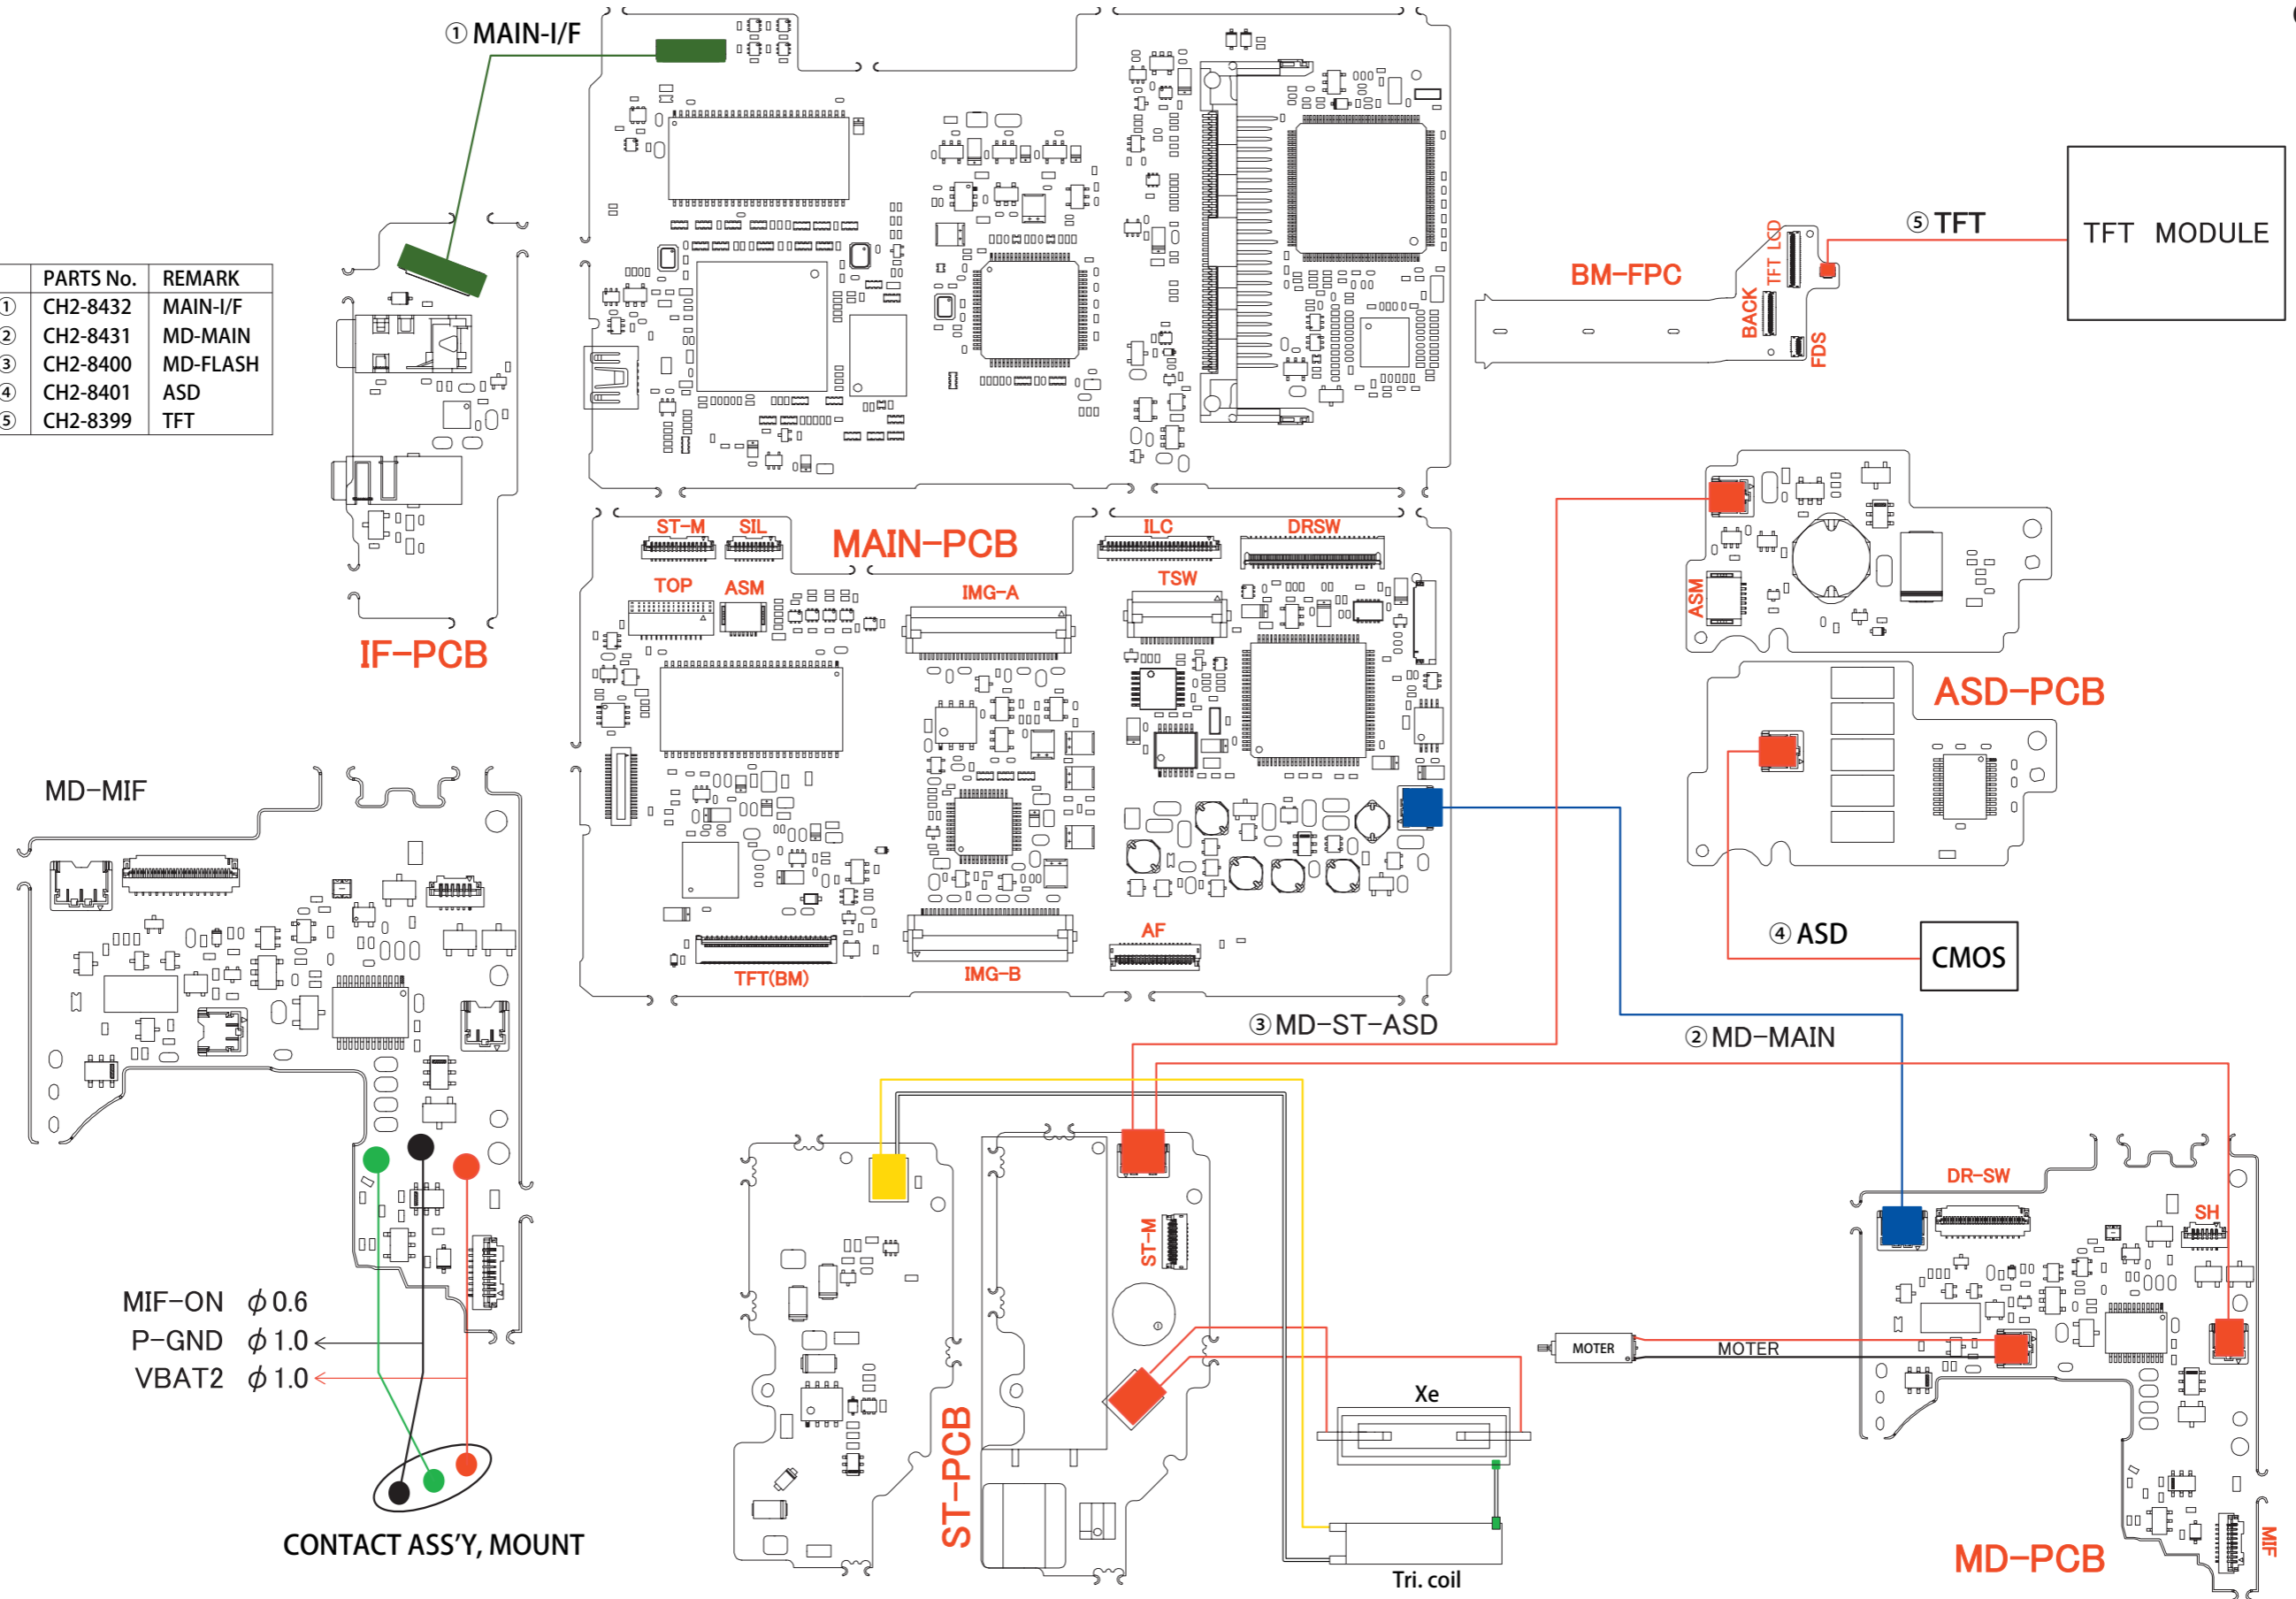 ① MAIN-I/F
PARTS No. REMARK
① CH2-8432 MAIN-I/F
② CH2-8431 MD-MAIN
③ CH2-8400 MD-FLASH
④ CH2-8401 ASD
⑤ CH2-8399 TFT
IF-PCB
⑤ TFT
TFT MODULE
BM-FPC
TFT LCD
BACK
FDS
ST-M
SIL
MAIN-PCB
ILC
DRSW
TOP
ASM
IMG-A
TSW
ASM
ASD-PCB
MD-MIF
TFT(BM)
IMG-B
AF
④ ASD
CMOS
③ MD-ST-ASD
② MD-MAIN
MIF-ON φ0.6
P-GND φ1.0
VBAT2 φ1.0
CONTACT ASS'Y, MOUNT
ST-PCB
ST-M
Xe
Tri. coil
MOTER
MOTER
DR-SW
SH
MD-PCB
MIF